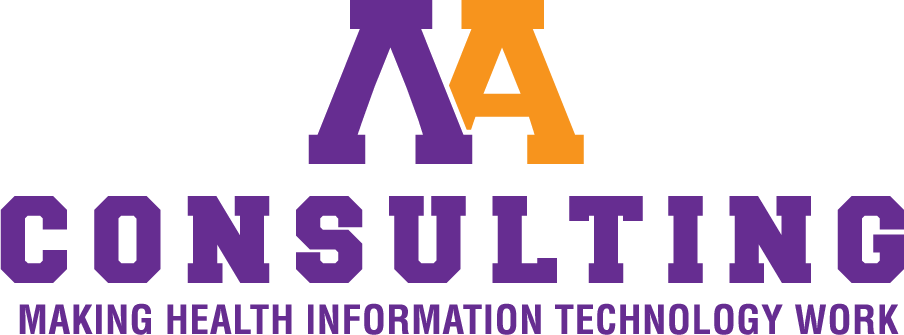 AA
CONSULTING
MAKING HEALTH INFORMATION TECHNOLOGY WORK